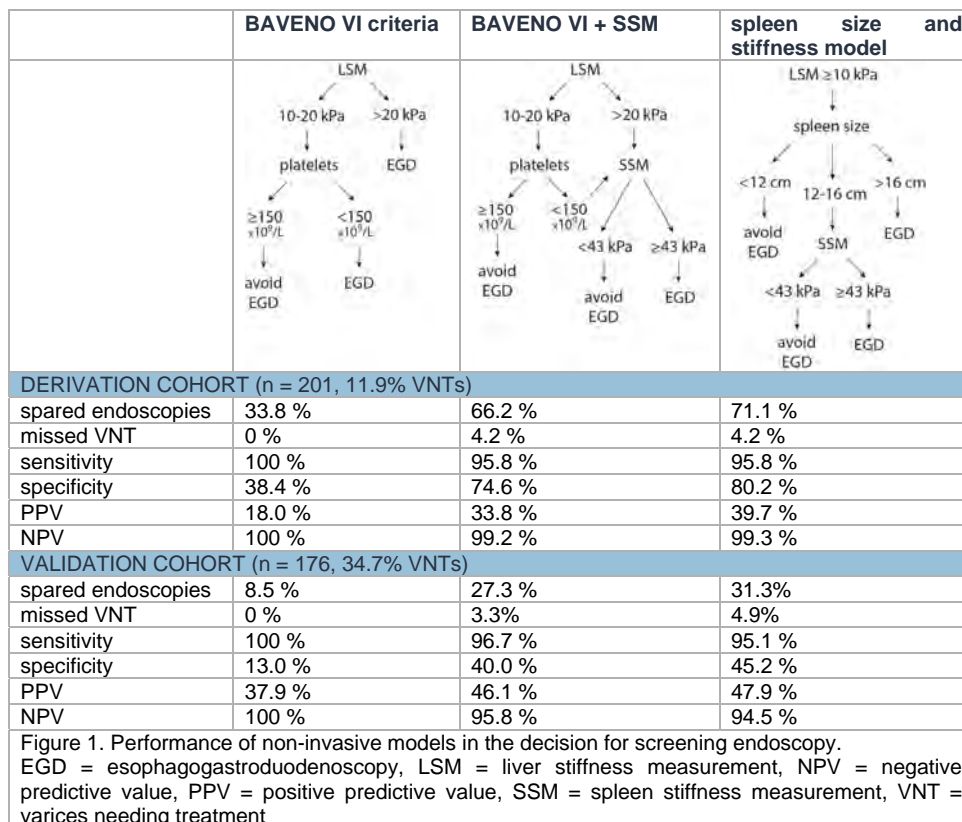 BAVENO VI criteria BAVENO VI + SSM spleen size and
stiffness model
LSM
10-20 kPa >20 kPa
platelets EGD
≥150 <150
x10⁹/L x10⁹/L
avoid EGD
EGD
LSM
10-20 kPa >20 kPa
platelets SSM
≥150 <150
x10⁹/L x10⁹/L
<43 kPa ≥43 kPa
avoid
EGD
avoid EGD
EGD
LSM ≥10 kPa
spleen size
<12 cm 12-16 cm >16 cm
avoid
EGD
SSM EGD
<43 kPa ≥43 kPa
avoid EGD
EGD
DERIVATION COHORT (n = 201, 11.9% VNTs)
spared endoscopies 33.8 % 66.2 % 71.1 %
missed VNT 0 % 4.2 % 4.2 %
sensitivity 100 % 95.8 % 95.8 %
specificity 38.4 % 74.6 % 80.2 %
PPV 18.0 % 33.8 % 39.7 %
NPV 100 % 99.2 % 99.3 %
VALIDATION COHORT (n = 176, 34.7% VNTs)
spared endoscopies 8.5 % 27.3 % 31.3%
missed VNT 0 % 3.3% 4.9%
sensitivity 100 % 96.7 % 95.1 %
specificity 13.0 % 40.0 % 45.2 %
PPV 37.9 % 46.1 % 47.9 %
NPV 100 % 95.8 % 94.5 %
Figure 1. Performance of non-invasive models in the decision for screening endoscopy.
EGD = esophagogastroduodenoscopy, LSM = liver stiffness measurement, NPV = negative
predictive value, PPV = positive predictive value, SSM = spleen stiffness measurement, VNT =
varices needing treatment